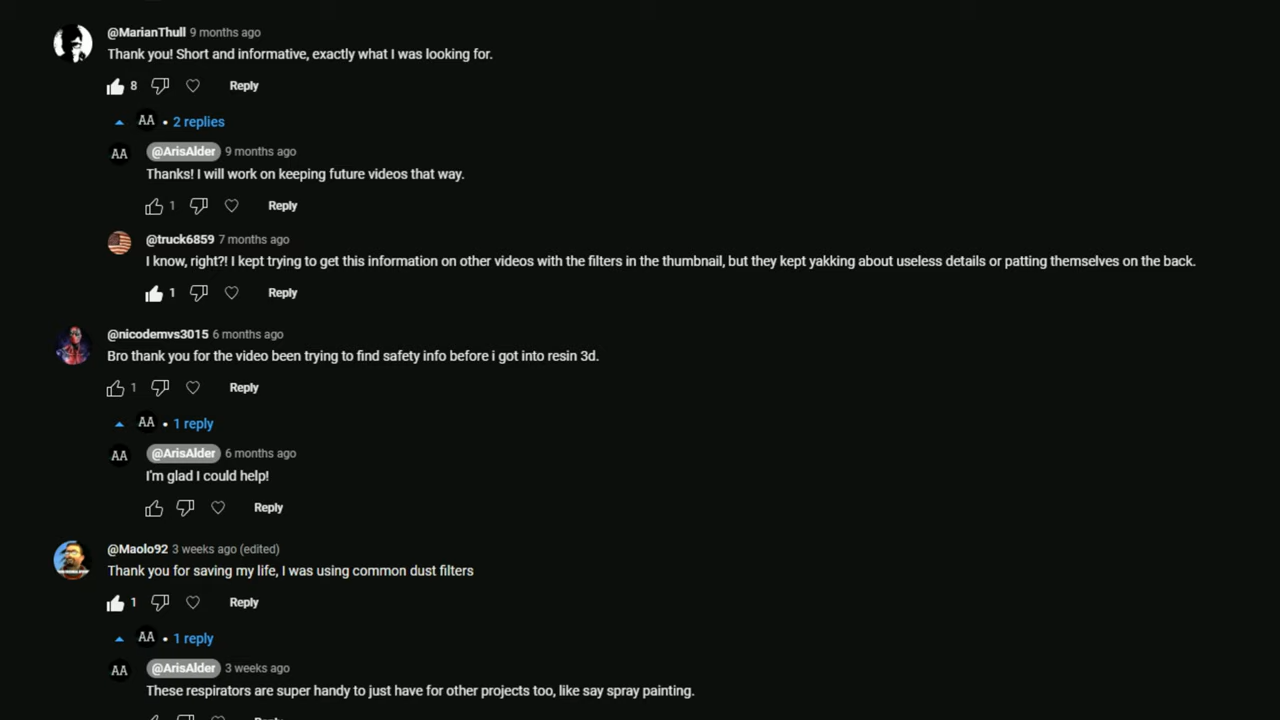 @MarianThull 9 months ago
Thank you! Short and informative, exactly what I was looking for.
8 Reply
AA • 2 replies
AA @ArisAlder 9 months ago
Thanks! I will work on keeping future videos that way.
1 Reply
@truck6859 7 months ago
I know, right?! I kept trying to get this information on other videos with the filters in the thumbnail, but they kept yakking about useless details or patting themselves on the back.
1 Reply
@nicodemvs3015 6 months ago
Bro thank you for the video been trying to find safety info before i got into resin 3d.
1 Reply
AA • 1 reply
AA @ArisAlder 6 months ago
I'm glad I could help!
Reply
@Maolo92 3 weeks ago (edited)
Thank you for saving my life, I was using common dust filters
1 Reply
AA • 1 reply
AA @ArisAlder 3 weeks ago
These respirators are super handy to just have for other projects too, like say spray painting.